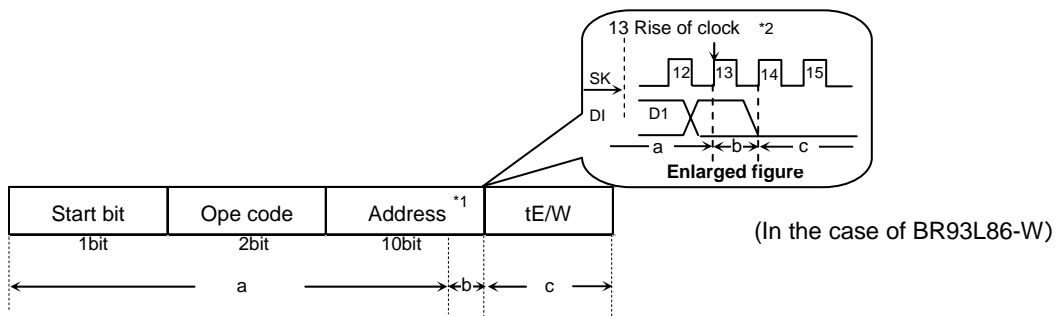 13 Rise of clock *2
SK
12 13 14 15
DI
D1
a b c
Enlarged figure
Start bit Ope code Address *1 tE/W
1bit 2bit 10bit
(In the case of BR93L86-W)
a b c